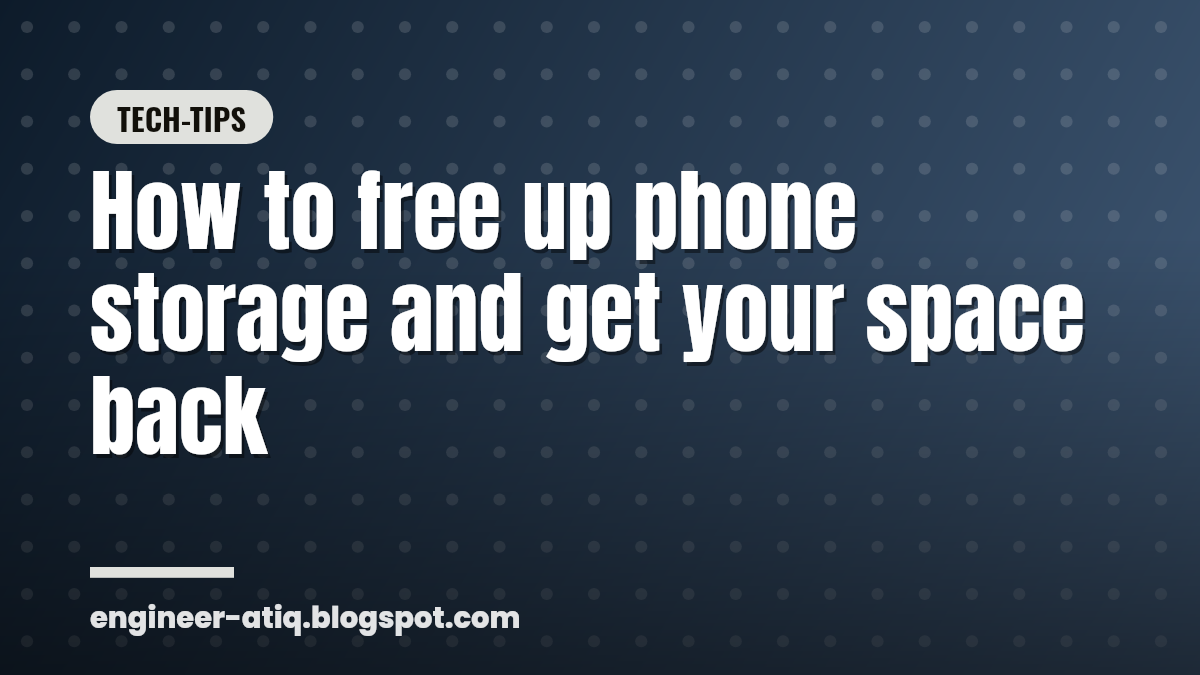 TECH-TIPS
How to free up phone
storage and get your space
back
engineer-atiq.blogspot.com